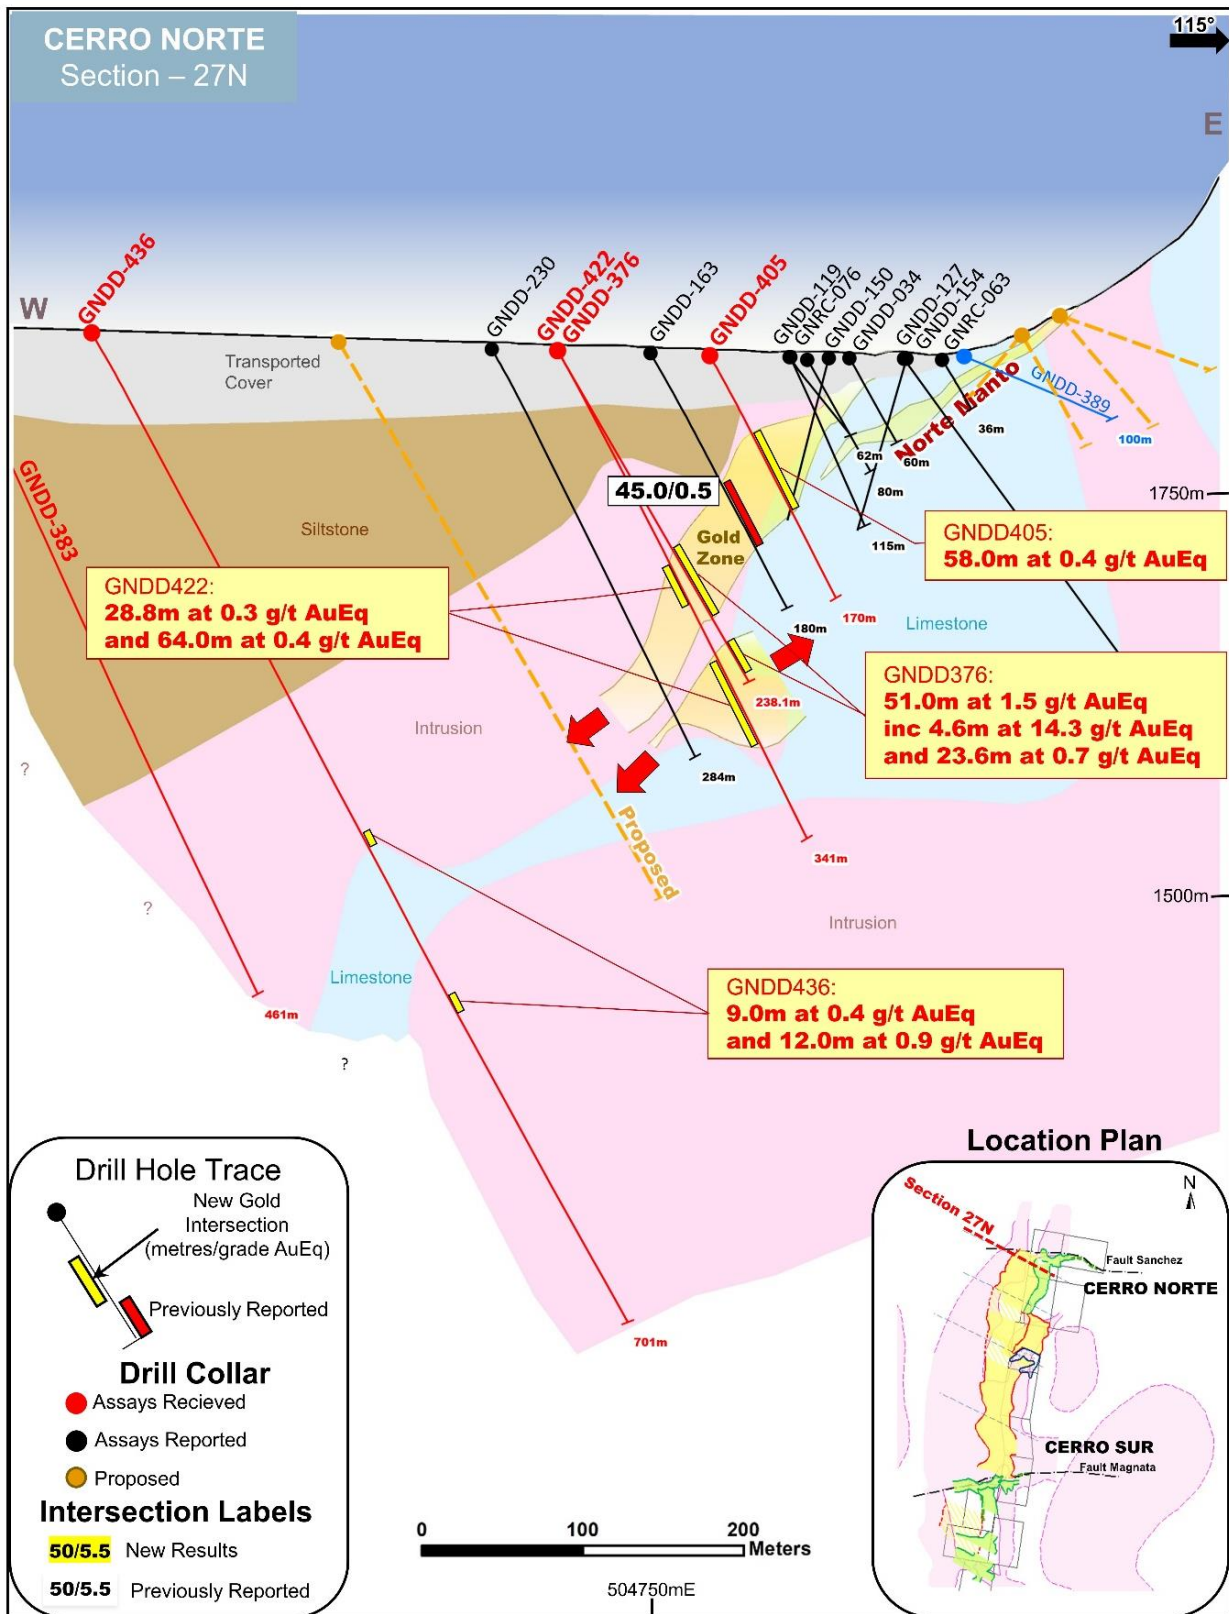 CERRO NORTE
Section – 27N
115°
E
W
GNDD-436
GNDD-230
GNDD-422
GNDD-376
GNDD-163
GNDD-405
GNDD-119
GNRC-076
GNDD-150
GNDD-034
GNDD-127
GNDD-154
GNRC-063
Transported
Cover
GNDD-389
Norte Manto
36m
100m
62m
60m
80m
115m
GNDD-383
45.0/0.5
1750m
Siltstone
Gold
Zone
GNDD405:
58.0m at 0.4 g/t AuEq
GNDD422:
28.8m at 0.3 g/t AuEq
and 64.0m at 0.4 g/t AuEq
180m
170m
Limestone
GNDD376:
51.0m at 1.5 g/t AuEq
inc 4.6m at 14.3 g/t AuEq
and 23.6m at 0.7 g/t AuEq
238.1m
Intrusion
?
284m
Proposed
341m
1500m
?
Intrusion
Limestone
GNDD436:
9.0m at 0.4 g/t AuEq
and 12.0m at 0.9 g/t AuEq
461m
?
701m
Drill Hole Trace
New Gold
Intersection
(metres/grade AuEq)
Previously Reported
Drill Collar
Assays Recieved
Assays Reported
Proposed
Intersection Labels
50/5.5 New Results
50/5.5 Previously Reported
0 100 200
Meters
504750mE
Location Plan
N
Section 27N
Fault Sanchez
CERRO NORTE
CERRO SUR
Fault Magnata